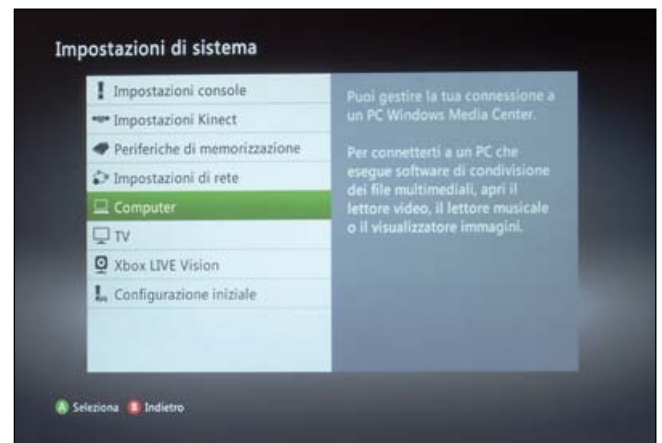 Impostazioni di sistema
Impostazioni console
Impostazioni Kinect
Periferiche di memorizzazione
Impostazioni di rete
Computer
TV
Xbox LIVE Vision
Configurazione iniziale
Puoi gestire la tua connessione a
un PC Windows Media Center.
Per connetterti a un PC che
esegue software di condivisione
dei file multimediali, apri il
lettore video, il lettore musicale
o il visualizzatore immagini.
A Seleziona B Indietro